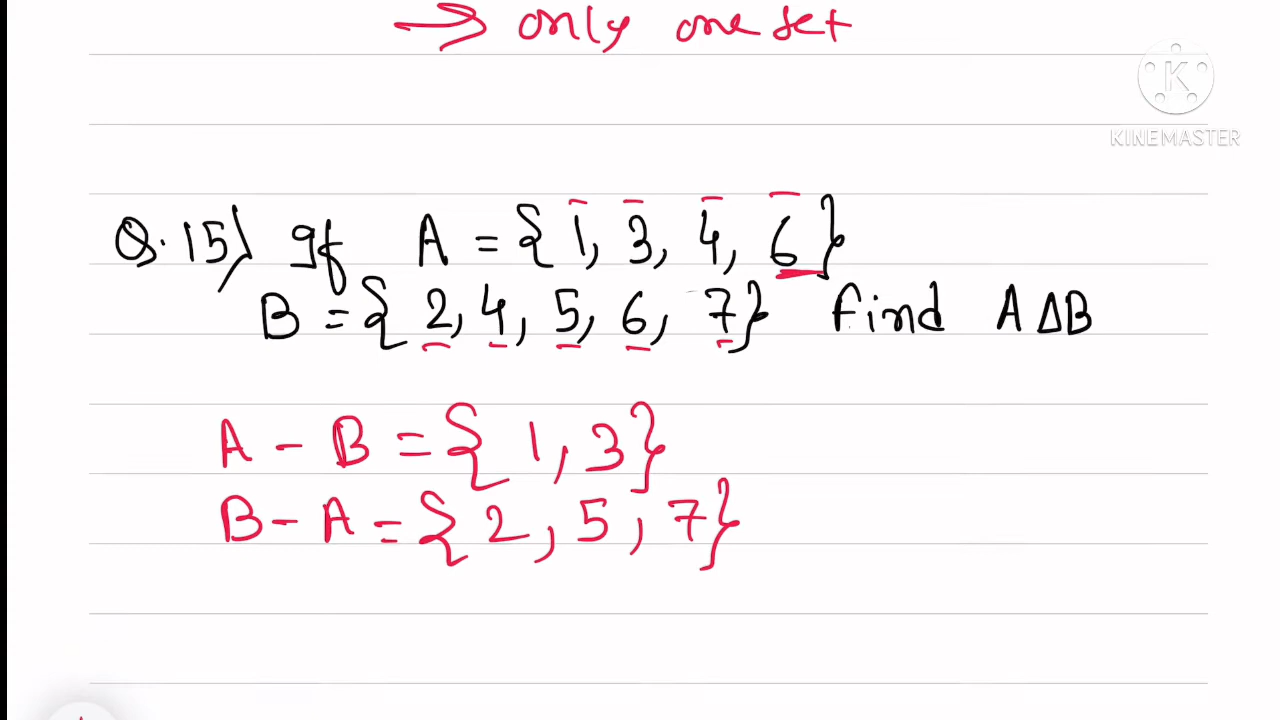 → only one set
KINEMASTER
Q.15) If A = {1, 3, 4, 6}
B = {2, 4, 5, 6, 7} Find A Δ B
A - B = {1, 3}
B - A = {2, 5, 7}